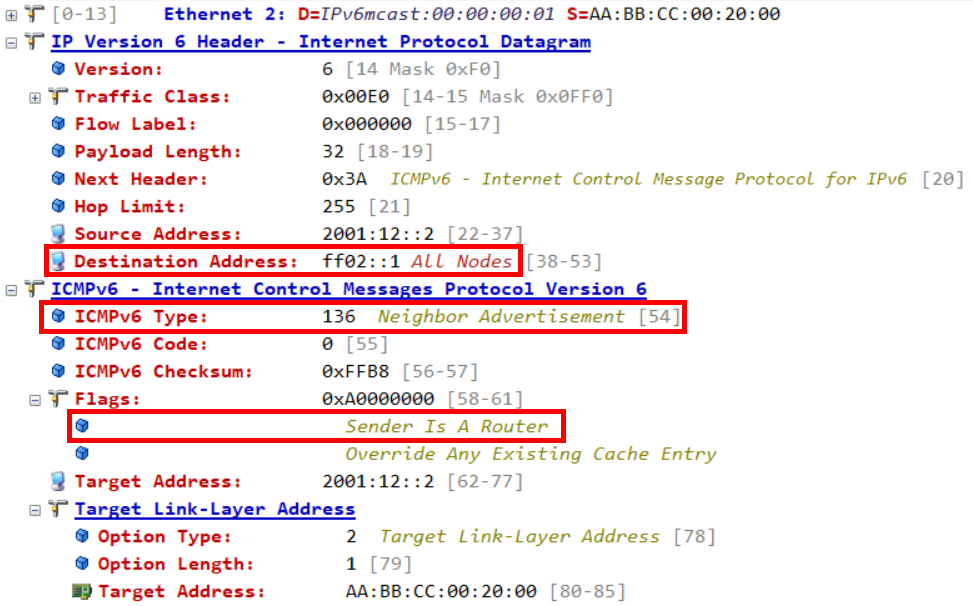 [0-13] Ethernet 2: D=IPv6mcast:00:00:00:01 S=AA:BB:CC:00:20:00
IP Version 6 Header - Internet Protocol Datagram
Version: 6 [14 Mask 0xF0]
Traffic Class: 0x00E0 [14-15 Mask 0x0FF0]
Flow Label: 0x000000 [15-17]
Payload Length: 32 [18-19]
Next Header: 0x3A ICMPv6 - Internet Control Message Protocol for IPv6 [20]
Hop Limit: 255 [21]
Source Address: 2001:12::2 [22-37]
Destination Address: ff02::1 All Nodes [38-53]
ICMPv6 - Internet Control Messages Protocol Version 6
ICMPv6 Type: 136 Neighbor Advertisement [54]
ICMPv6 Code: 0 [55]
ICMPv6 Checksum: 0xFFB8 [56-57]
Flags: 0xA0000000 [58-61]
Sender Is A Router
Override Any Existing Cache Entry
Target Address: 2001:12::2 [62-77]
Target Link-Layer Address
Option Type: 2 Target Link-Layer Address [78]
Option Length: 1 [79]
Target Address: AA:BB:CC:00:20:00 [80-85]